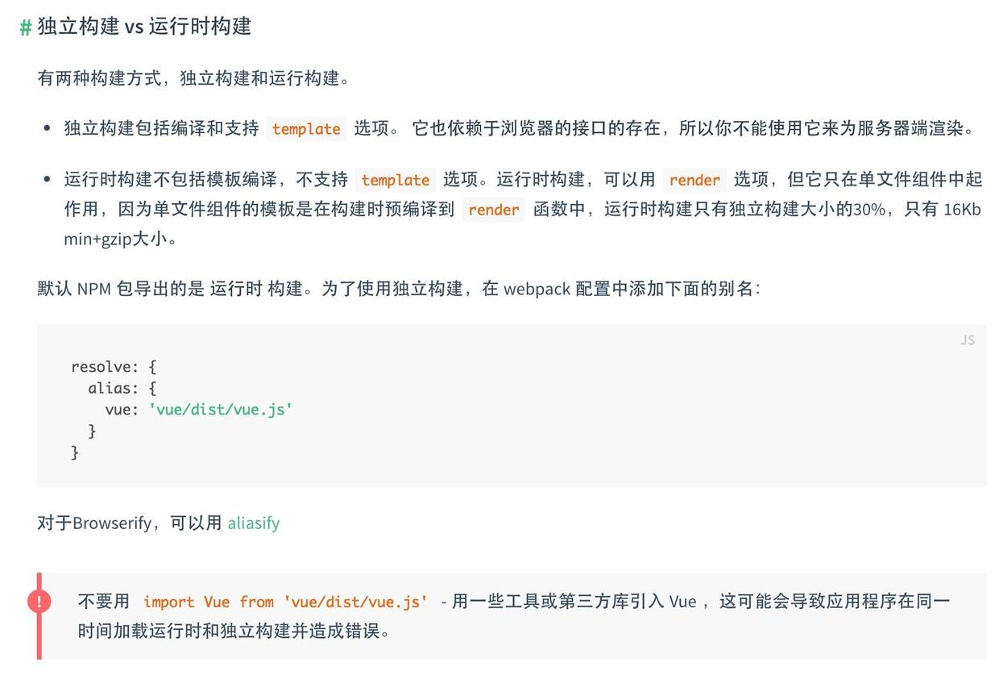 # 独立构建 vs 运行时构建
有两种构建方式，独立构建和运行构建。
• 独立构建包括编译和支持 template 选项。 它也依赖于浏览器的接口的存在，所以你不能使用它来为服务器端渲染。
• 运行时构建不包括模板编译，不支持 template 选项。运行时构建，可以用 render 选项，但它只在单文件组件中起
作用，因为单文件组件的模板是在构建时预编译到 render 函数中，运行时构建只有独立构建大小的30%，只有 16Kb
min+gzip大小。
默认 NPM 包导出的是 运行时 构建。为了使用独立构建，在 webpack 配置中添加下面的别名：
JS
resolve: {
  alias: {
    vue: 'vue/dist/vue.js'
  }
}
对于Browserify，可以用 aliasify
! 不要用 import Vue from 'vue/dist/vue.js' - 用一些工具或第三方库引入 Vue ，这可能会导致应用程序在同一
时间加载运行时和独立构建并造成错误。